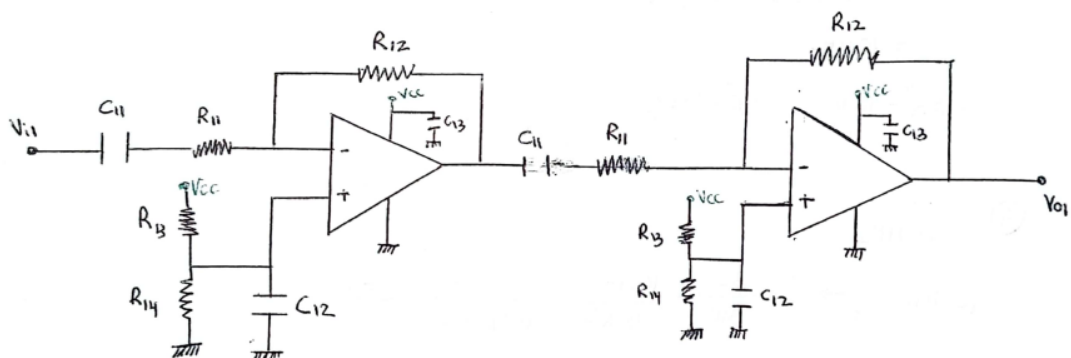 R12
R12
Vcc
Vcc
C11
R11
C13
C11
R11
C13
Vi1
-
-
Vcc
Vcc
+
+
Vo1
R13
R13
R14
C12
R14
C12